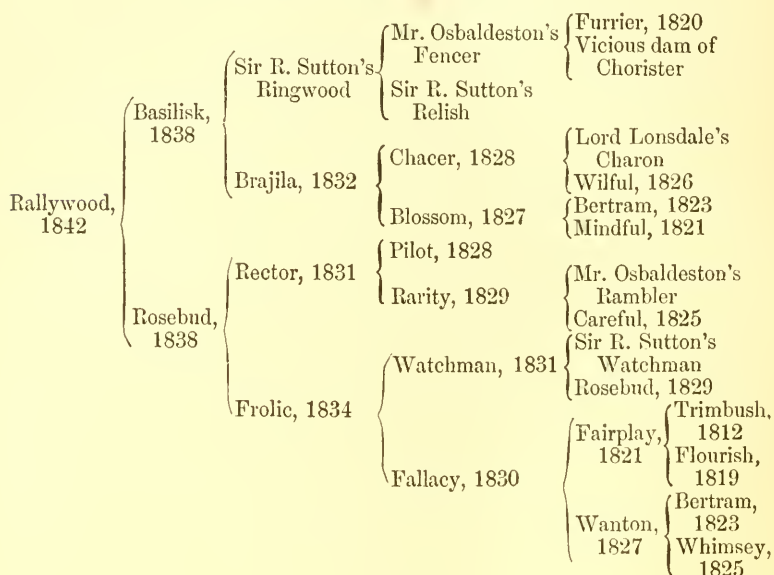 Rallywood,
1842
Basilisk,
1838
Sir R. Sutton's
Ringwood
Mr. Osbaldeston's
Fencer
Furrier, 1820
Vicious dam of
Chorister
Sir R. Sutton's
Relish
Brajila, 1832
Chacer, 1828
Lord Lonsdale's
Charon
Wilful, 1826
Blossom, 1827
Bertram, 1823
Mindful, 1821
Rosebud,
1838
Rector, 1831
Pilot, 1828
Rarity, 1829
Mr. Osbaldeston's
Rambler
Careful, 1825
Frolic, 1834
Watchman, 1831
Sir R. Sutton's
Watchman
Rosebud, 1829
Fallacy, 1830
Fairplay,
1821
Trimbush,
1812
Flourish,
1819
Wanton,
1827
Bertram,
1823
Whimsey,
1825